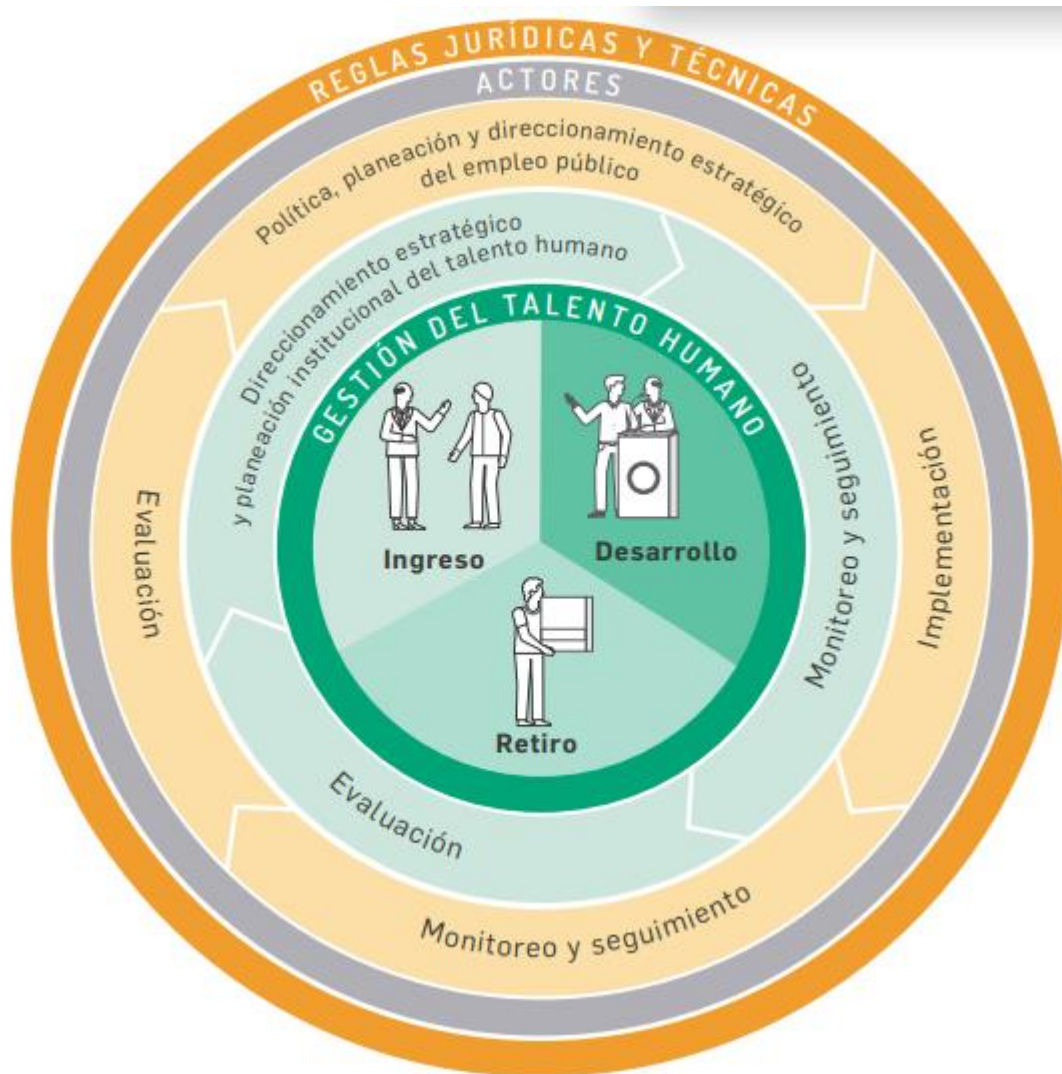 REGLAS JURÍDICAS Y TÉCNICAS
ACTORES
Política, planeación y direccionamiento estratégico
del empleo público
Implementación
Monitoreo y seguimiento
Evaluación
Direccionamiento estratégico
y planeación institucional del talento humano
Monitoreo y seguimiento
Evaluación
GESTIÓN DEL TALENTO HUMANO
Ingreso
Desarrollo
Retiro